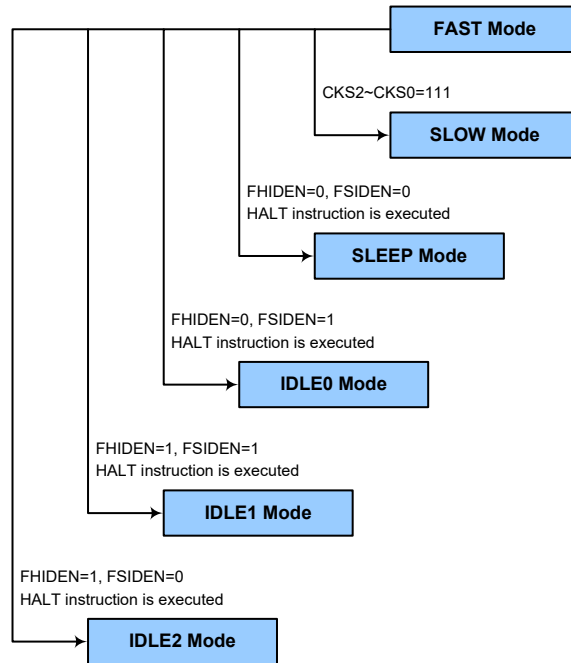 FAST Mode
CKS2~CKS0=111
SLOW Mode
FHIDEN=0, FSIDEN=0
HALT instruction is executed
SLEEP Mode
FHIDEN=0, FSIDEN=1
HALT instruction is executed
IDLE0 Mode
FHIDEN=1, FSIDEN=1
HALT instruction is executed
IDLE1 Mode
FHIDEN=1, FSIDEN=0
HALT instruction is executed
IDLE2 Mode